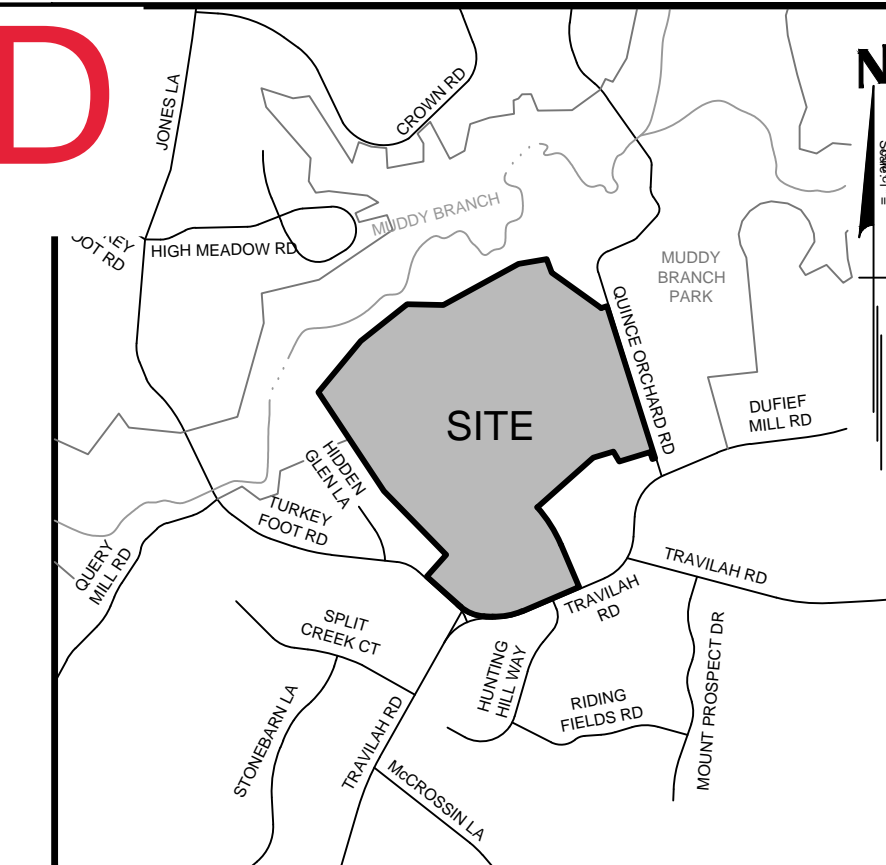 D
N
JONES LA
CROWN RD
MUDDY BRANCH
HIGH MEADOW RD
OOT RD
MUDDY
BRANCH
PARK
QUINCE ORCHARD RD
SITE
DUFIEF
MILL RD
HIDDEN
GLEN LA
TURKEY
FOOT RD
QUERY
MILL RD
TRAVILAH RD
TRAVILAH
RD
SPLIT
CREEK CT
HUNTING
HILL WAY
RIDING
FIELDS RD
MOUNT PROSPECT DR
STONEBARN LA
TRAVILAH RD
McCROSSIN LA